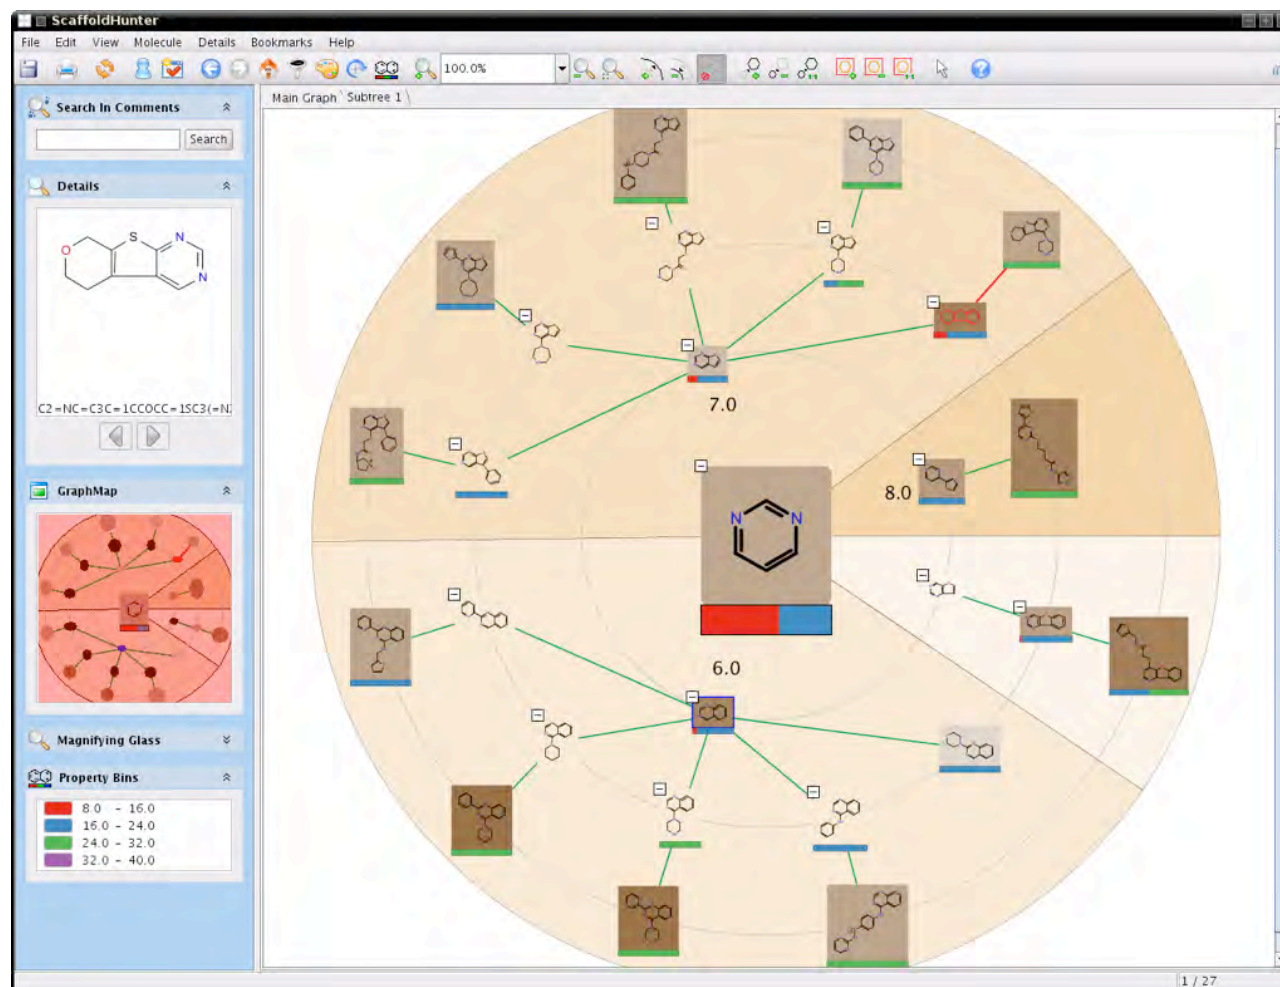 ScaffoldHunter
File Edit View Molecule Details Bookmarks Help
100.0%
Search In Comments
Search
Details
O S N N
C2=NC=C3C=1CCOCC=1SC3(=N
GraphMap
Magnifying Glass
Property Bins
8.0 - 16.0
16.0 - 24.0
24.0 - 32.0
32.0 - 40.0
Main Graph Subtree 1
7.0
8.0
N N
6.0
1 / 27